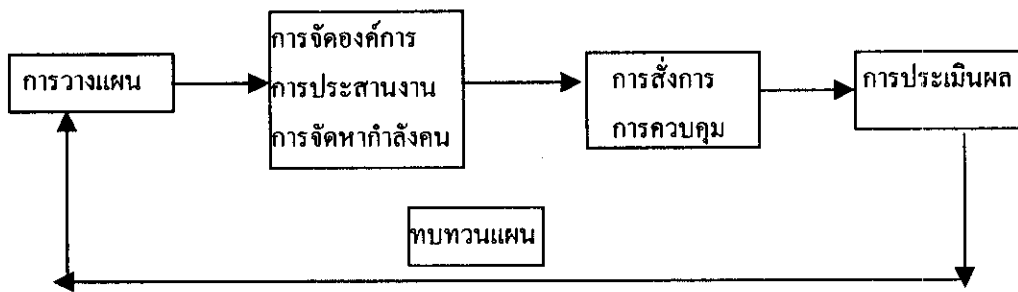 การวางแผน
การจัดองค์การ
การประสานงาน
การจัดหากำลังคน
การสั่งการ
การควบคุม
การประเมินผล
ทบทวนแผน